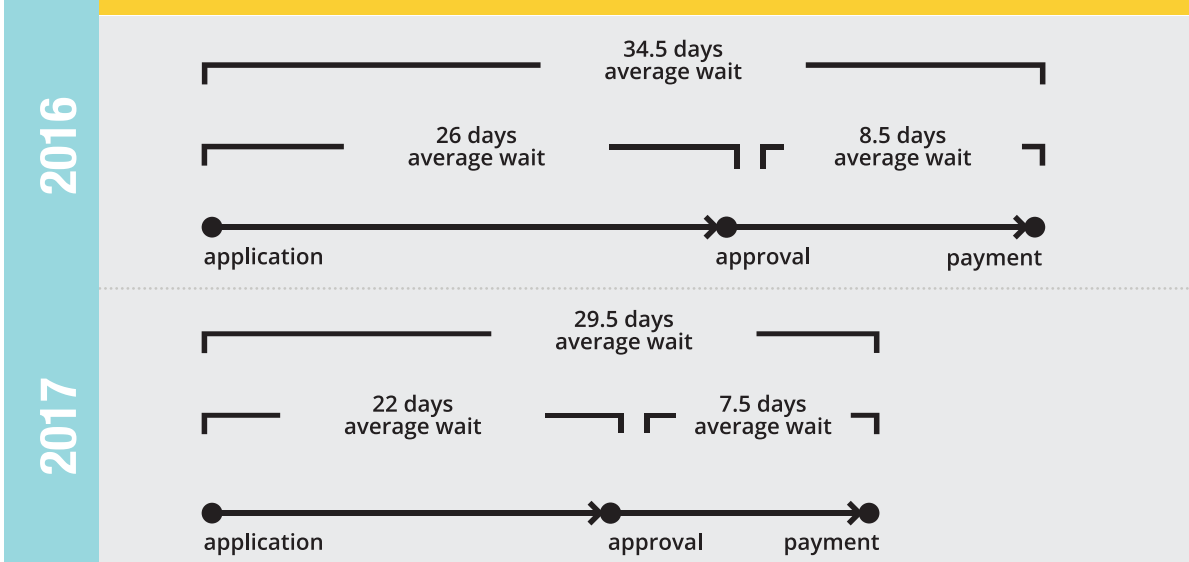 2016
34.5 days
average wait
26 days
average wait
8.5 days
average wait
application
approval
payment
2017
29.5 days
average wait
22 days
average wait
7.5 days
average wait
application
approval
payment